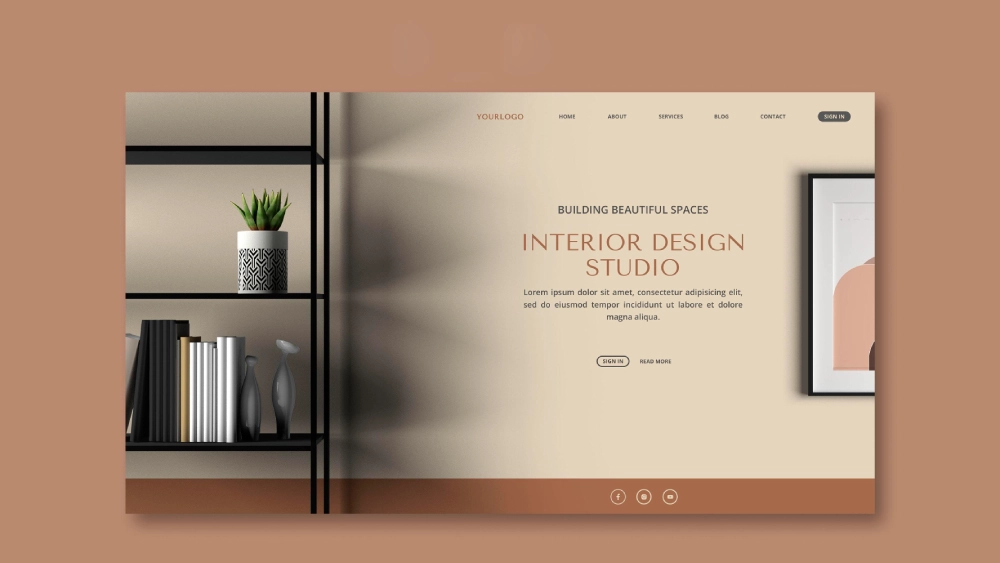 YOURLOGO HOME ABOUT SERVICES BLOG CONTACT SIGN IN
BUILDING BEAUTIFUL SPACES
INTERIOR DESIGN
STUDIO
Lorem ipsum dolor sit amet, consectetur adipisicing elit,
sed do eiusmod tempor incididunt ut labore et dolore
magna aliqua.
SIGN IN READ MORE